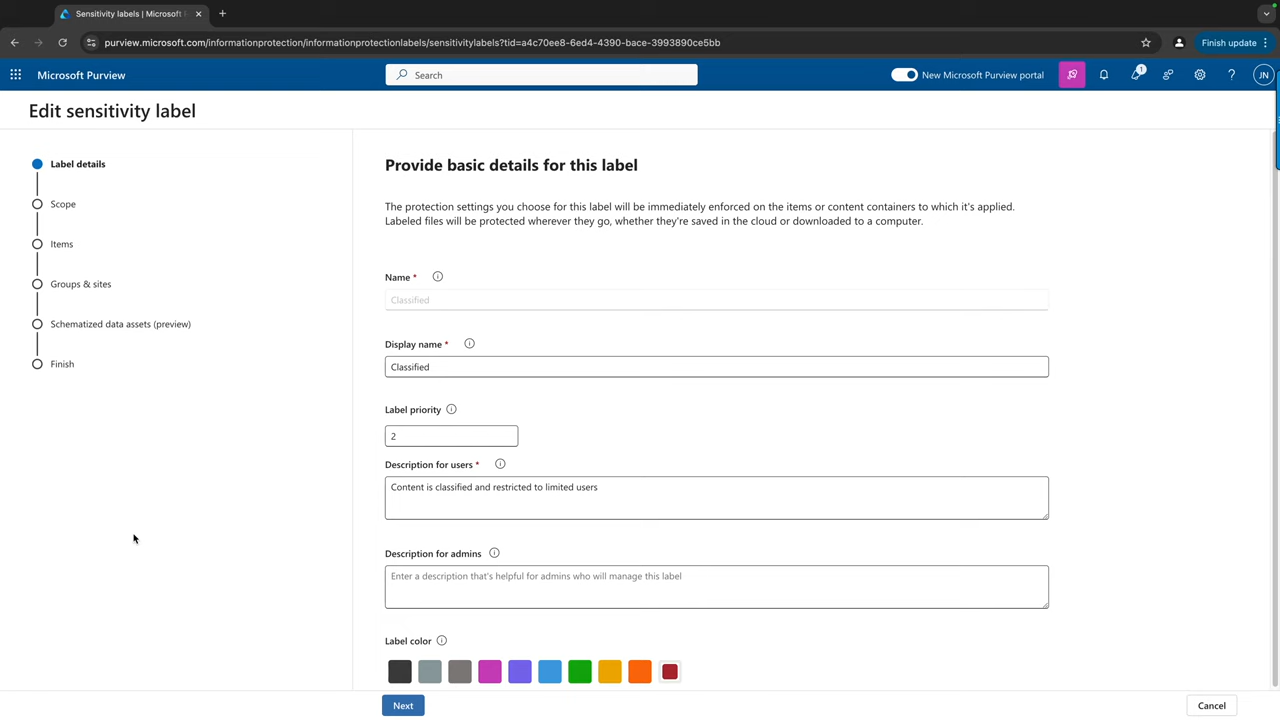 Sensitivity labels | Microsoft
purview.microsoft.com/informationprotection/informationprotectionlabels/sensitivitylabels?tid=a4c70ee8-6ed4-4390-bace-3993890ce5bb
Finish update
Microsoft Purview
Search
New Microsoft Purview portal
1
JN
Edit sensitivity label
Label details
Scope
Items
Groups & sites
Schematized data assets (preview)
Finish
Provide basic details for this label
The protection settings you choose for this label will be immediately enforced on the items or content containers to which it's applied.
Labeled files will be protected wherever they go, whether they're saved in the cloud or downloaded to a computer.
Name *
Classified
Display name *
Classified
Label priority
2
Description for users *
Content is classified and restricted to limited users
Description for admins
Enter a description that's helpful for admins who will manage this label
Label color
Next
Cancel